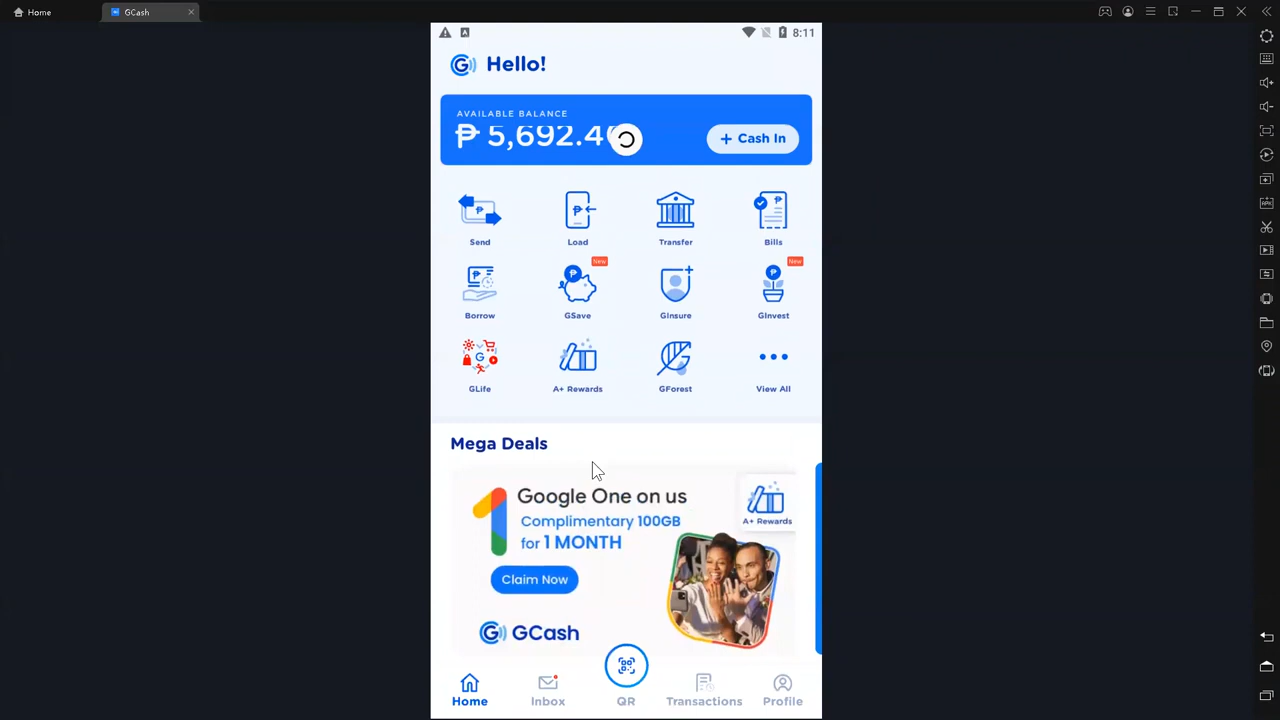 Home
GCash
8:11
Hello!
AVAILABLE BALANCE
₱ 5,692.4
+ Cash In
Send
Load
Transfer
Bills
New
New
Borrow
GSave
GInsure
GInvest
GLife
A+ Rewards
GForest
View All
Mega Deals
Google One on us
Complimentary 100GB
for 1 MONTH
Claim Now
A+ Rewards
GCash
Home
Inbox
QR
Transactions
Profile